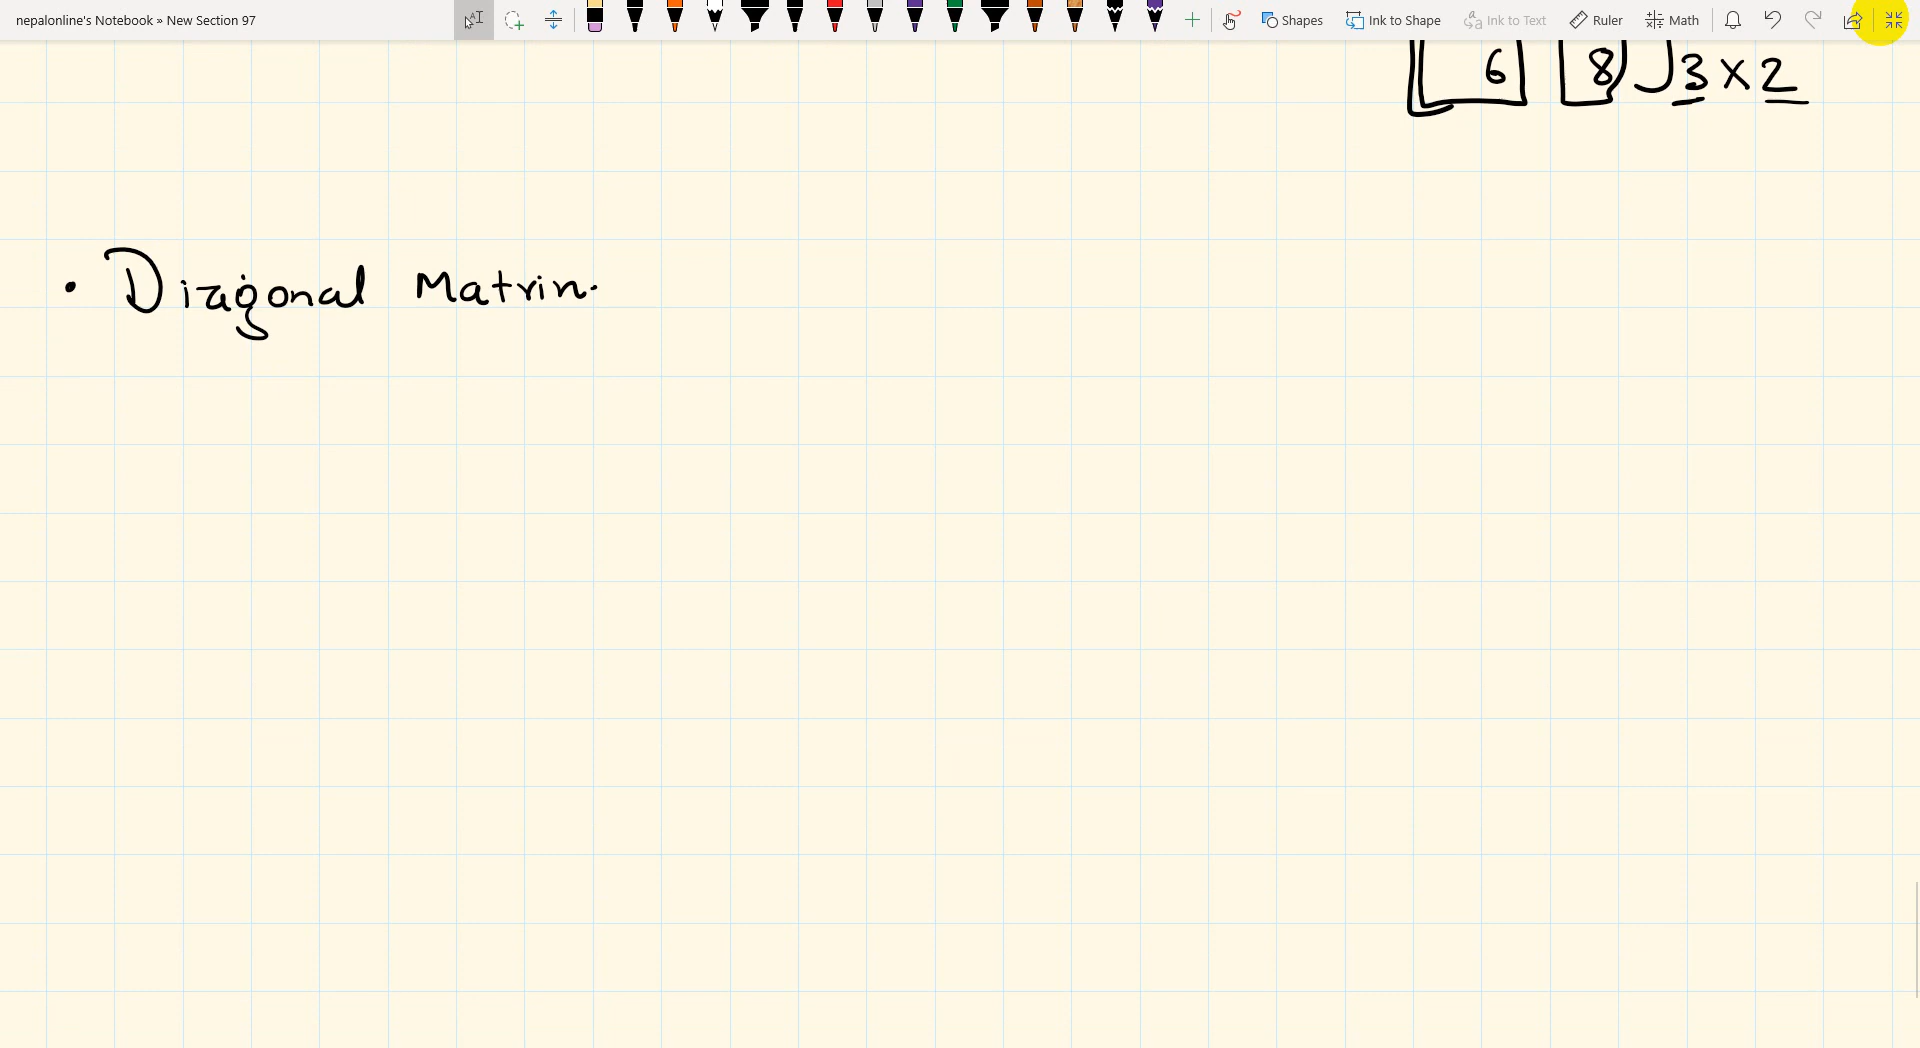 nepalonline's Notebook » New Section 97
Shapes Ink to Shape Ink to Text Ruler Math
6 8 3 x 2
• Diagonal Matrix